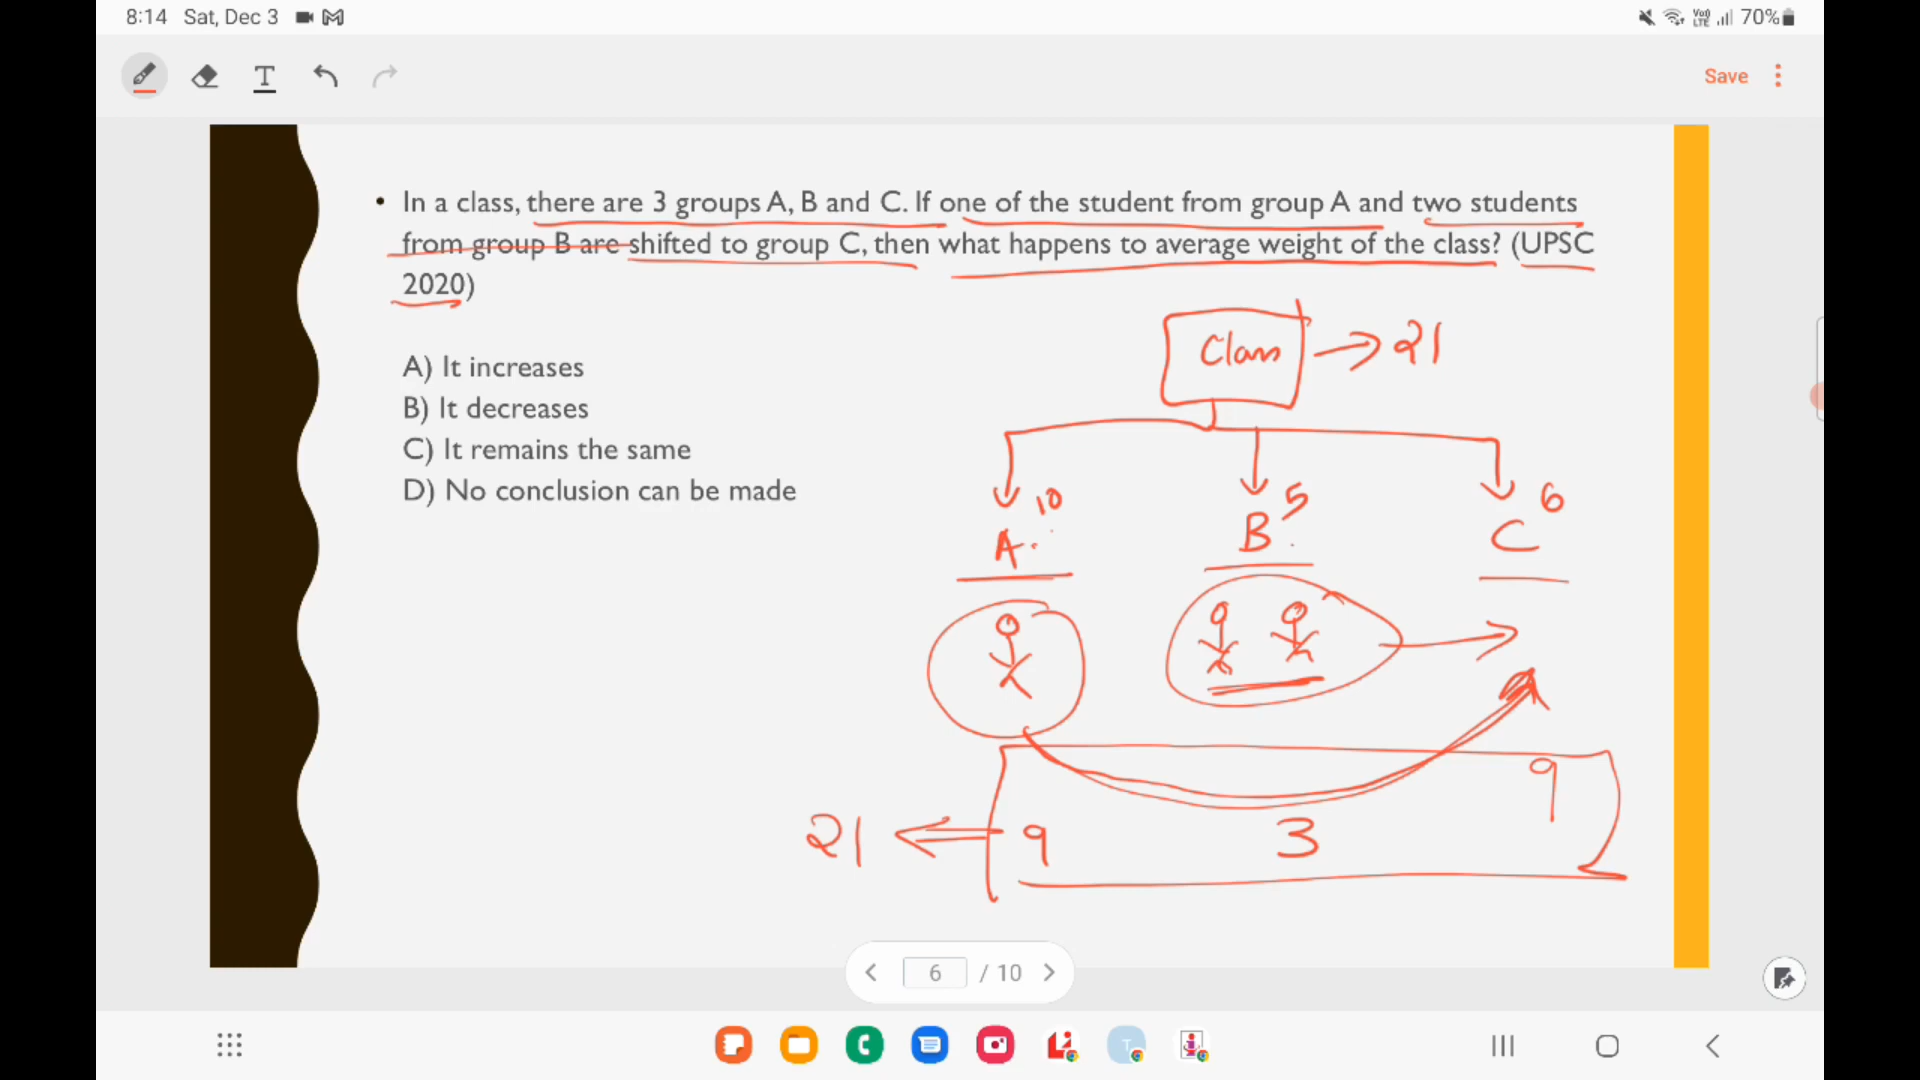 8:14 Sat, Dec 3
Vo) LTE 70%
T
Save
• In a class, there are 3 groups A, B and C. If one of the student from group A and two students
from group B are shifted to group C, then what happens to average weight of the class? (UPSC
2020)
A) It increases
B) It decreases
C) It remains the same
D) No conclusion can be made
Class → 21
10 5 6
A B C
9
21 9 3
6 / 10
T